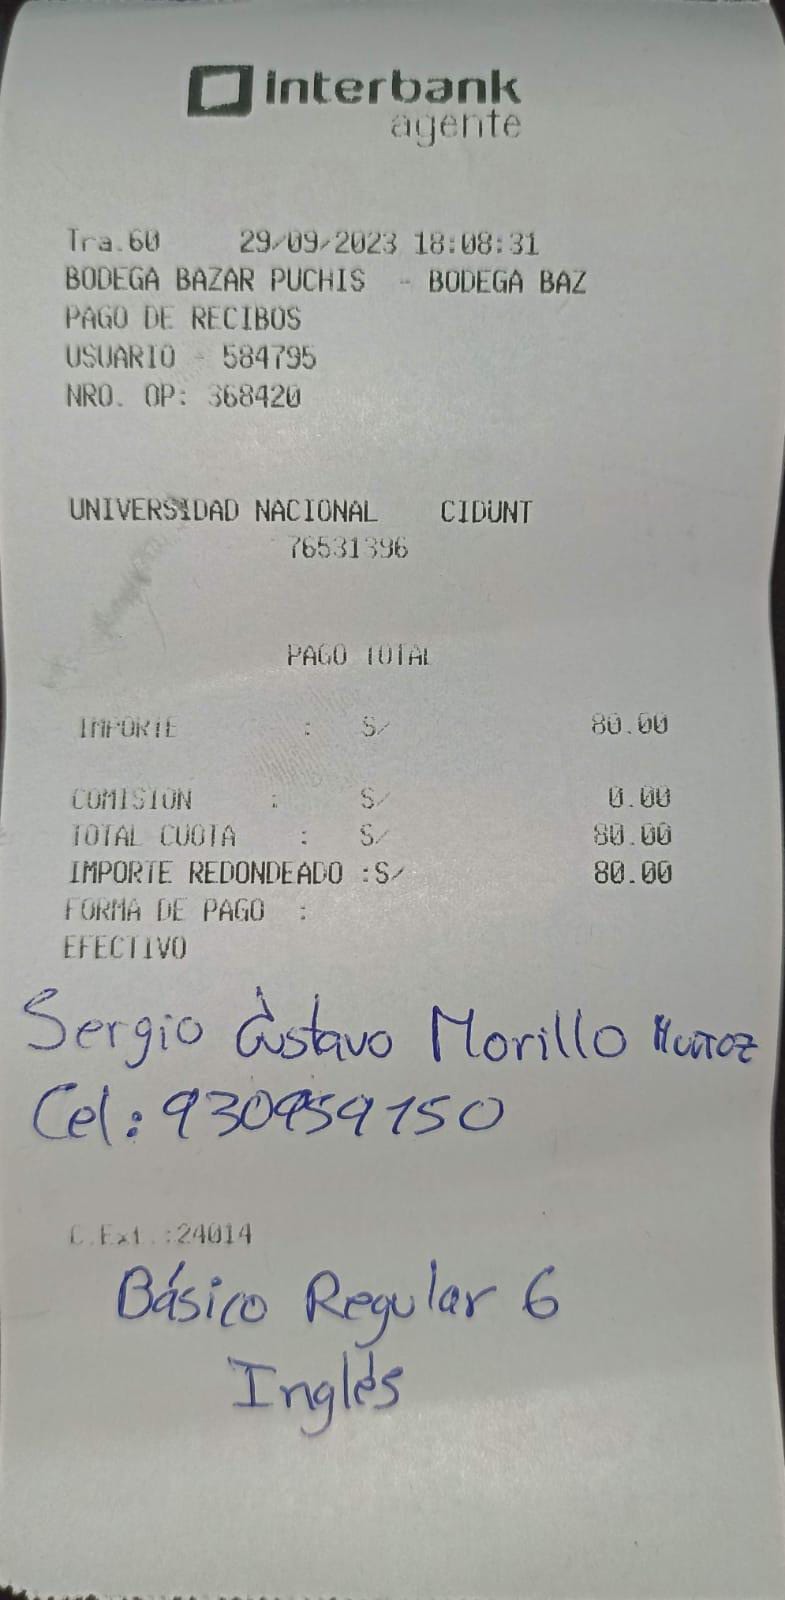 Interbank
agente
Tra.60 29/09/2023 18:08:31
BODEGA BAZAR PUCHIS - BODEGA BAZ
PAGO DE RECIBOS
USUARIO - 584795
NRO. OP: 368420
UNIVERSIDAD NACIONAL CIDUNT
76531396
PAGO TOTAL
IMPORTE : S/ 80.00
COMISION : S/ 0.00
TOTAL CUOTA : S/ 80.00
IMPORTE REDONDEADO :S/ 80.00
FORMA DE PAGO :
EFECTIVO
Sergio Gustavo Morillo Muñoz
Cel: 930959150
C.Ext.:24014
Básico Regular 6
Inglés